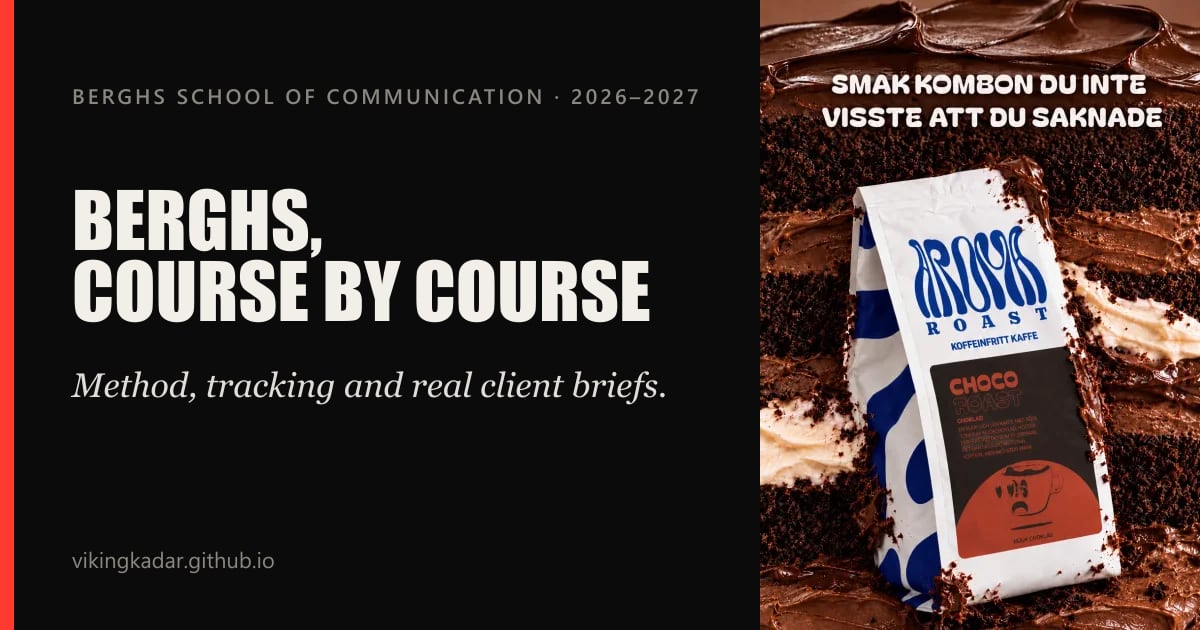 BERGHS SCHOOL OF COMMUNICATION · 2026–2027
BERGHS,
COURSE BY COURSE
Method, tracking and real client briefs.
vikingkadar.github.io
SMAK KOMBON DU INTE
VISSTE ATT DU SAKNADE
AROMA
ROAST
KOFFEINFRITT KAFFE
CHOCO
ROAST
CHOKLAD